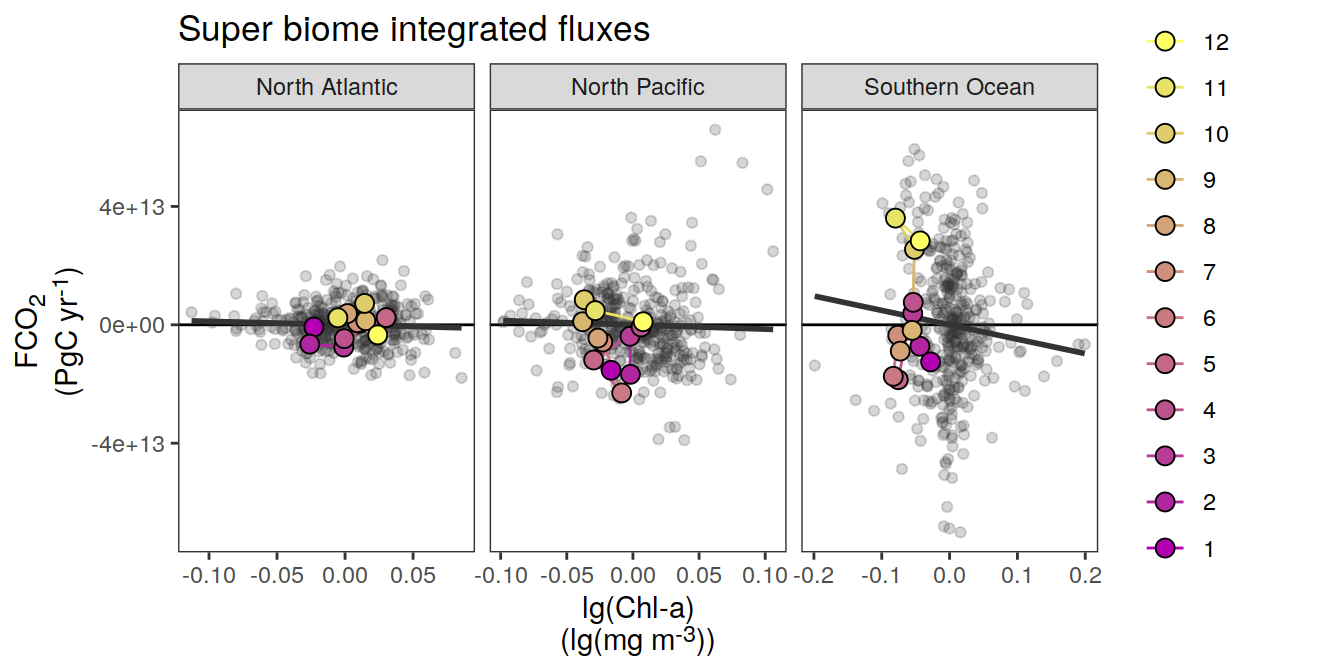 Super biome integrated fluxes
North Atlantic North Pacific Southern Ocean
4e+13
0e+00
-4e+13
FCO₂
(PgC yr⁻¹)
-0.10 -0.05 0.00 0.05 -0.10 -0.05 0.00 0.05 0.10 -0.2 -0.1 0.0 0.1 0.2
lg(Chl-a)
(lg(mg m⁻³))
12
11
10
9
8
7
6
5
4
3
2
1